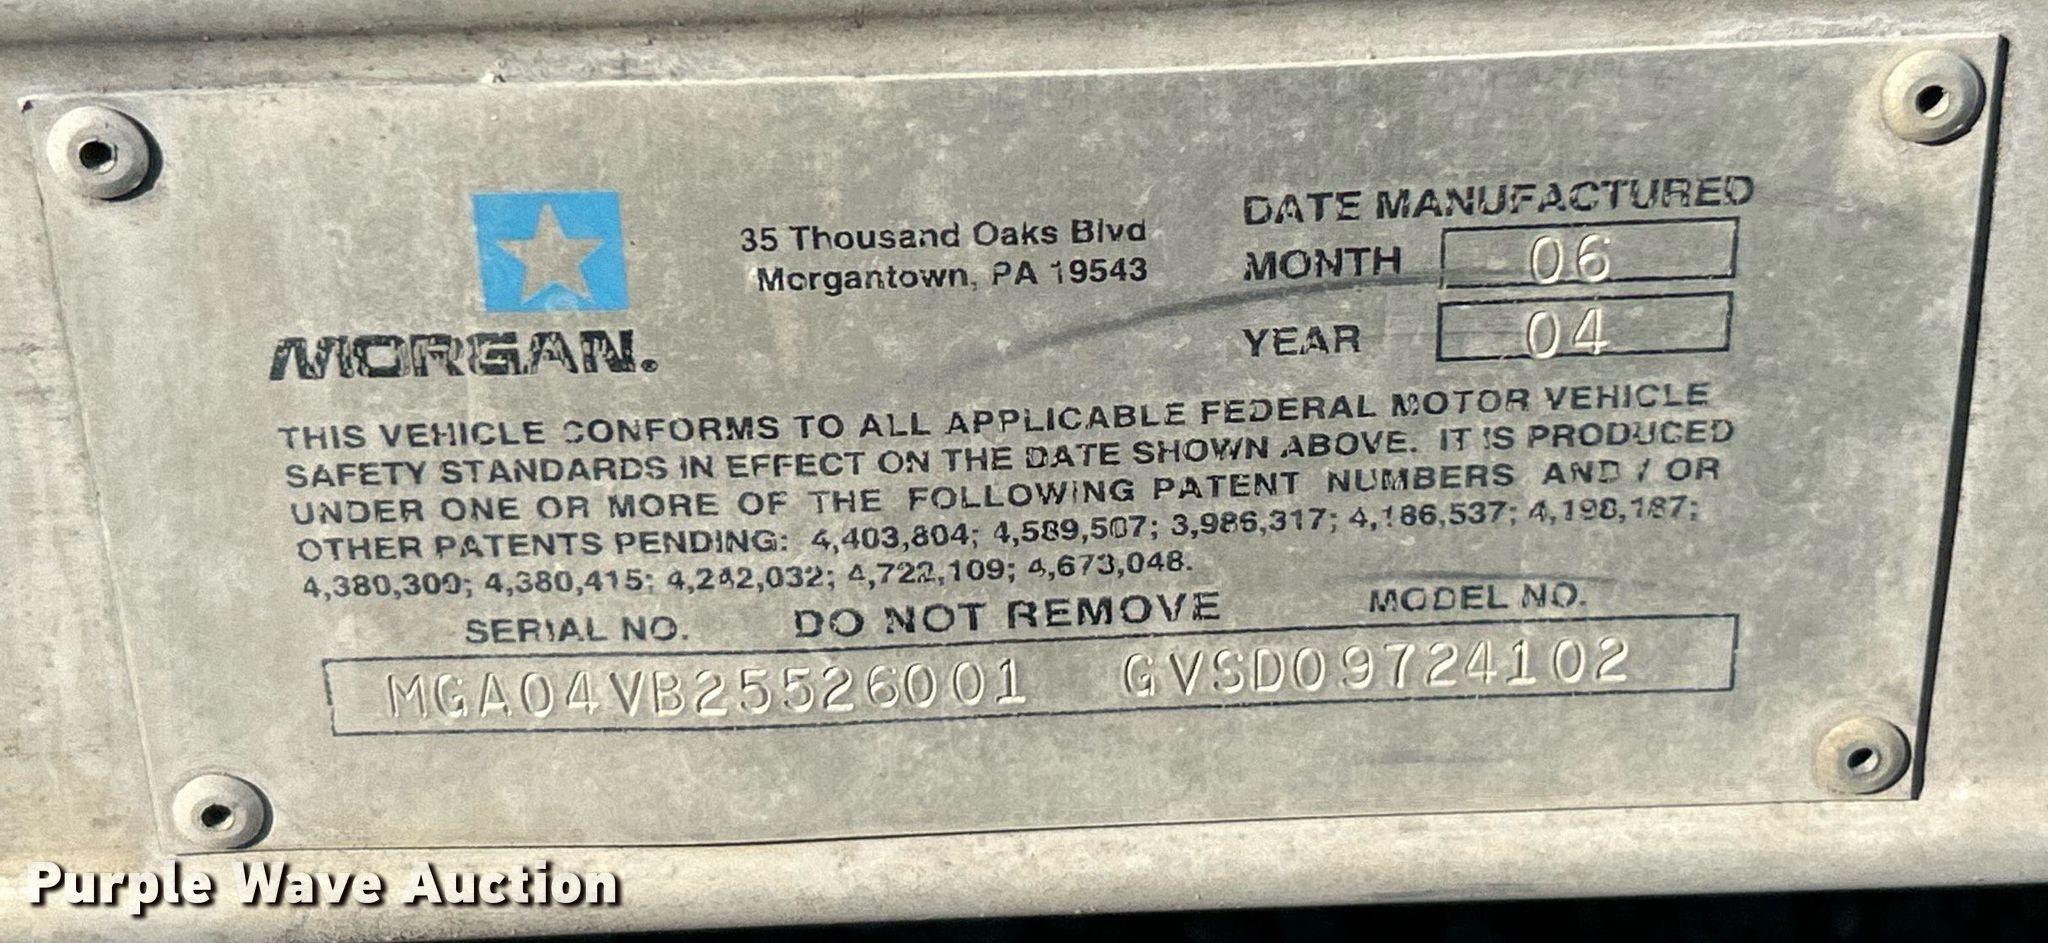 35 Thousand Oaks Blvd
Morgantown, PA 19543
DATE MANUFACTURED
MONTH 06
YEAR 04
MORGAN.
THIS VEHICLE CONFORMS TO ALL APPLICABLE FEDERAL MOTOR VEHICLE
SAFETY STANDARDS IN EFFECT ON THE DATE SHOWN ABOVE. IT IS PRODUCED
UNDER ONE OR MORE OF THE FOLLOWING PATENT NUMBERS AND / OR
OTHER PATENTS PENDING: 4,403,804; 4,589,507; 3,986,317; 4,186,537; 4,198,187;
4,380,300; 4,380,415; 4,242,032; 4,722,109; 4,673,048.
SERIAL NO. DO NOT REMOVE MODEL NO.
MGA04VB25526001 GVSD09724102
Purple Wave Auction